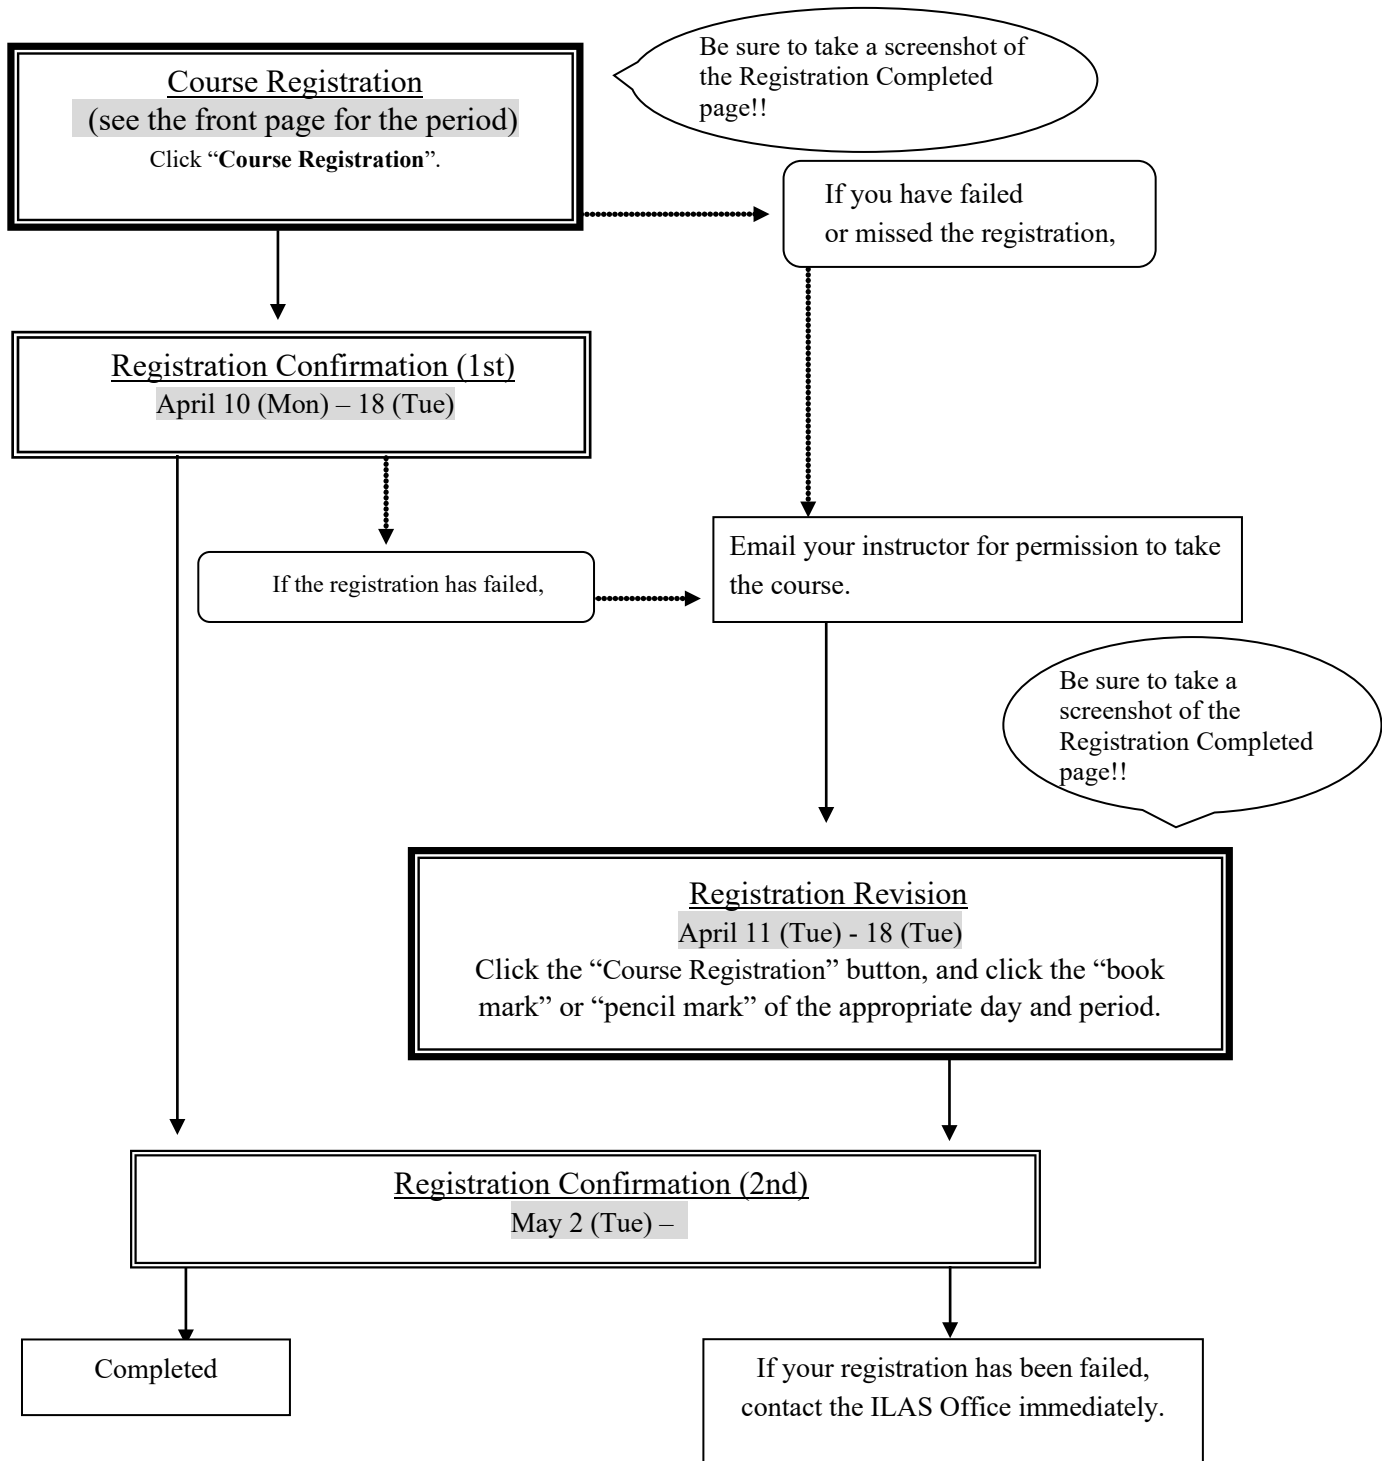 Be sure to take a screenshot of
the Registration Completed
page!!
Course Registration
(see the front page for the period)
Click “Course Registration”.
If you have failed
or missed the registration,
Registration Confirmation (1st)
April 10 (Mon) – 18 (Tue)
If the registration has failed,
Email your instructor for permission to take
the course.
Be sure to take a
screenshot of the
Registration Completed
page!!
Registration Revision
April 11 (Tue) - 18 (Tue)
Click the “Course Registration” button, and click the “book
mark” or “pencil mark” of the appropriate day and period.
Registration Confirmation (2nd)
May 2 (Tue) –
Completed
If your registration has been failed,
contact the ILAS Office immediately.